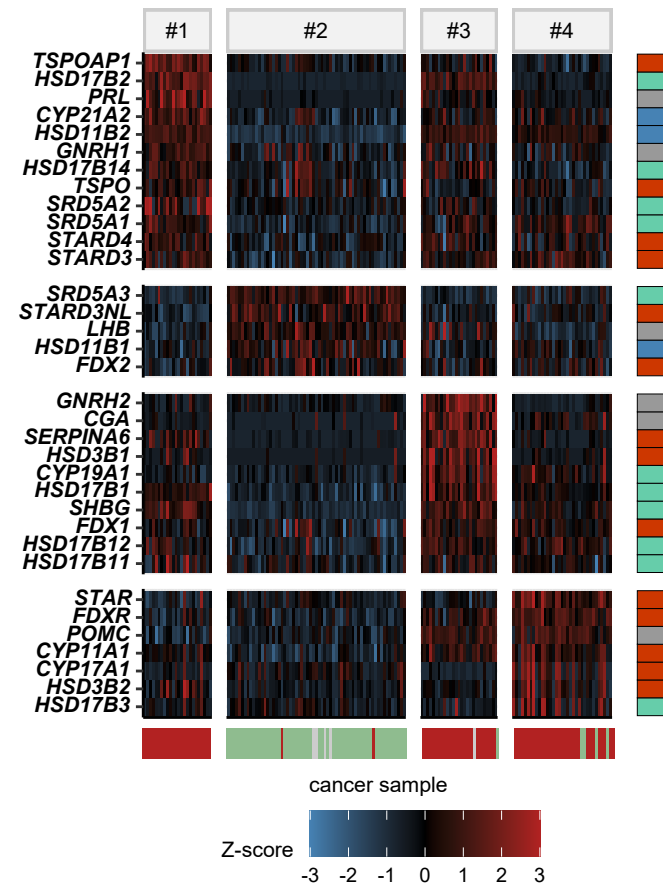 #1 #2 #3 #4
TSPOAP1
HSD17B2
PRL
CYP21A2
HSD11B2
GNRH1
HSD17B14
TSPO
SRD5A2
SRD5A1
STARD4
STARD3
SRD5A3
STARD3NL
LHB
HSD11B1
FDX2
GNRH2
CGA
SERPINA6
HSD3B1
CYP19A1
HSD17B1
SHBG
FDX1
HSD17B12
HSD17B11
STAR
FDXR
POMC
CYP11A1
CYP17A1
HSD3B2
HSD17B3
cancer sample
Z-score
-3 -2 -1 0 1 2 3